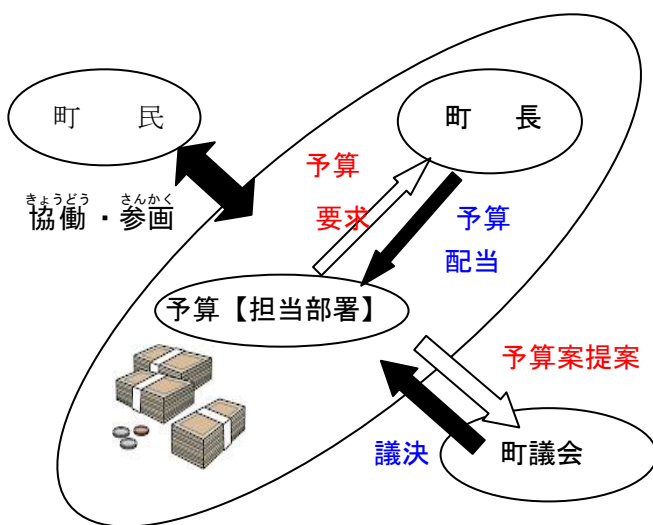 町　民
町　長
予算
要求
きょうどう　さんかく
協働・参画
予算
配当
予算【担当部署】
予算案提案
議決
町議会